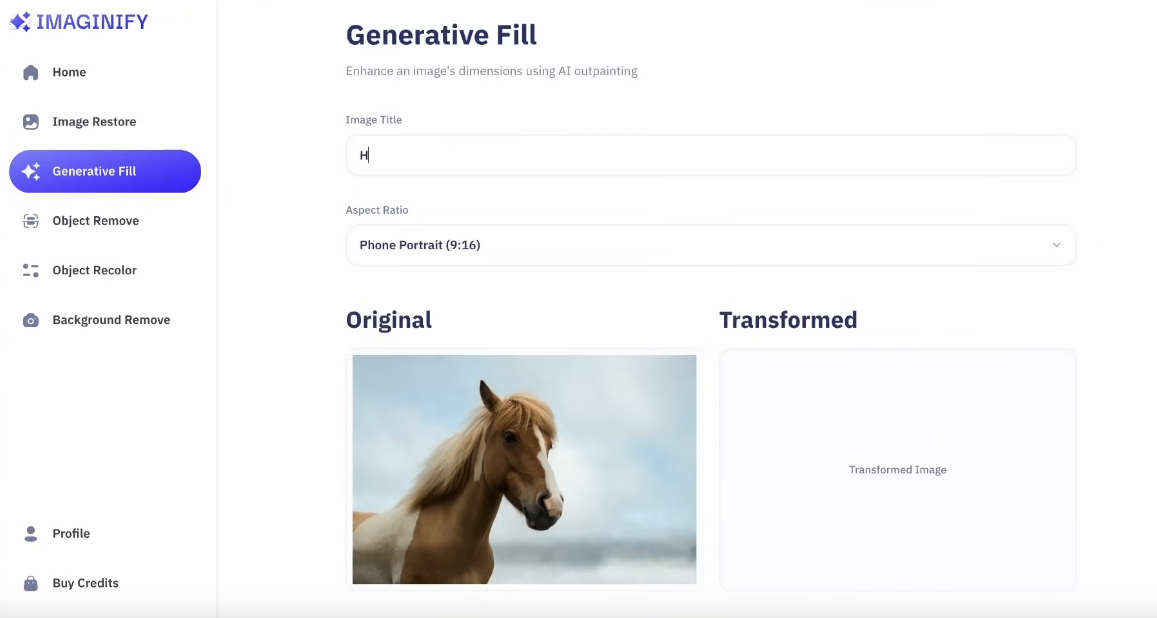 IMAGINIFY
Home
Image Restore
Generative Fill
Object Remove
Object Recolor
Background Remove
Profile
Buy Credits
Generative Fill
Enhance an image's dimensions using AI outpainting
Image Title
H
Aspect Ratio
Phone Portrait (9:16)
Original
Transformed
Transformed Image